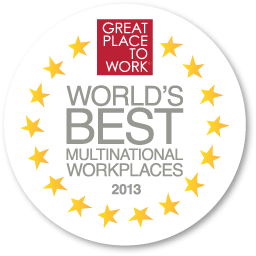 GREAT
PLACE
TO
WORK®
WORLD'S
BEST
MULTINATIONAL
WORKPLACES
2013